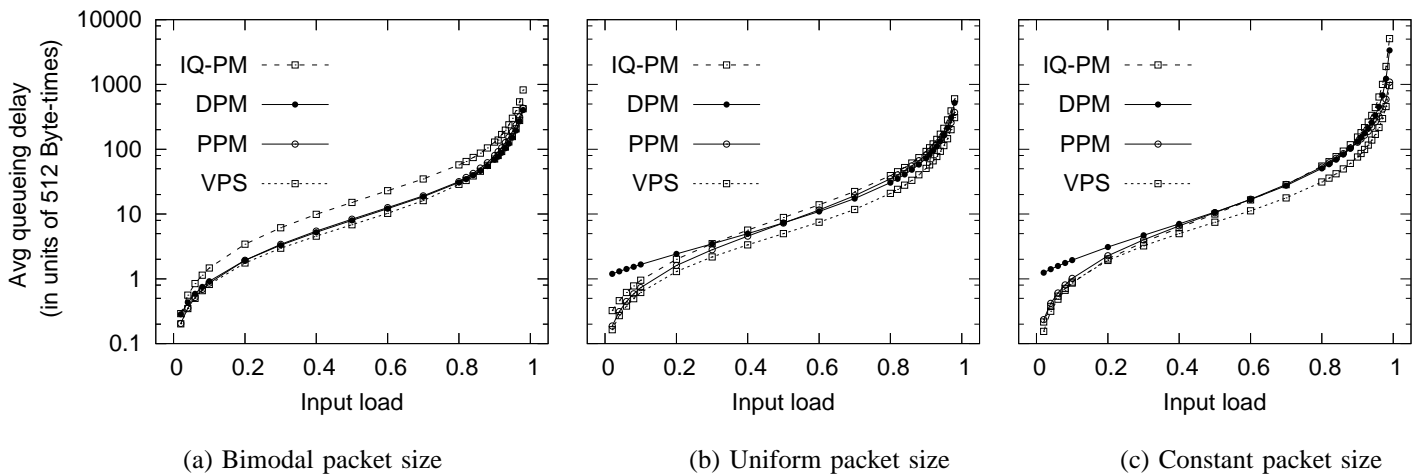 Avg queueing delay
(in units of 512 Byte-times)
10000
1000
100
10
1
0.1
IQ-PM
DPM
PPM
VPS
0 0.2 0.4 0.6 0.8 1
Input load
(a) Bimodal packet size
IQ-PM
DPM
PPM
VPS
0 0.2 0.4 0.6 0.8 1
Input load
(b) Uniform packet size
IQ-PM
DPM
PPM
VPS
0 0.2 0.4 0.6 0.8 1
Input load
(c) Constant packet size